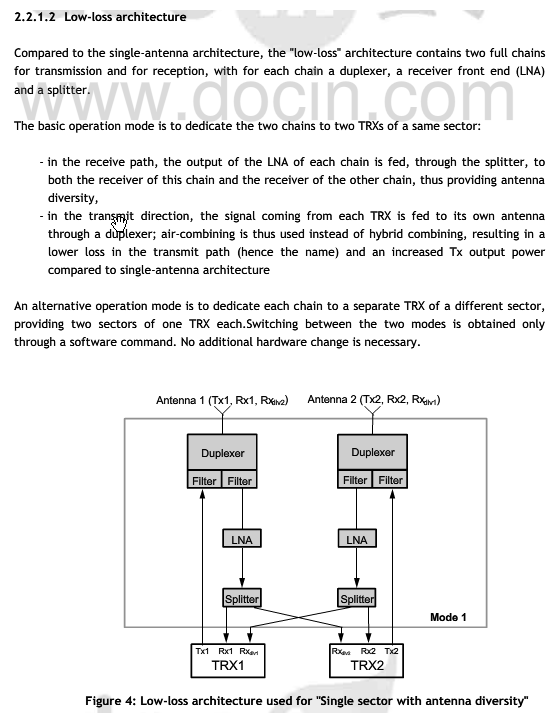 2.2.1.2 Low-loss architecture
Compared to the single-antenna architecture, the "low-loss" architecture contains two full chains
for transmission and for reception, with for each chain a duplexer, a receiver front end (LNA)
and a splitter.
www.docin.com
The basic operation mode is to dedicate the two chains to two TRXs of a same sector:
- in the receive path, the output of the LNA of each chain is fed, through the splitter, to
both the receiver of this chain and the receiver of the other chain, thus providing antenna
diversity,
- in the transmit direction, the signal coming from each TRX is fed to its own antenna
through a duplexer; air-combining is thus used instead of hybrid combining, resulting in a
lower loss in the transmit path (hence the name) and an increased Tx output power
compared to single-antenna architecture
An alternative operation mode is to dedicate each chain to a separate TRX of a different sector,
providing two sectors of one TRX each.Switching between the two modes is obtained only
through a software command. No additional hardware change is necessary.
Antenna 1 (Tx1, Rx1, Rxdiv2) Antenna 2 (Tx2, Rx2, Rxdiv1)
Duplexer Duplexer
Filter Filter Filter Filter
LNA LNA
Splitter Splitter
Mode 1
Tx1 Rx1 Rxdiv1 Rxdiv2 Rx2 Tx2
TRX1 TRX2
Figure 4: Low-loss architecture used for "Single sector with antenna diversity"